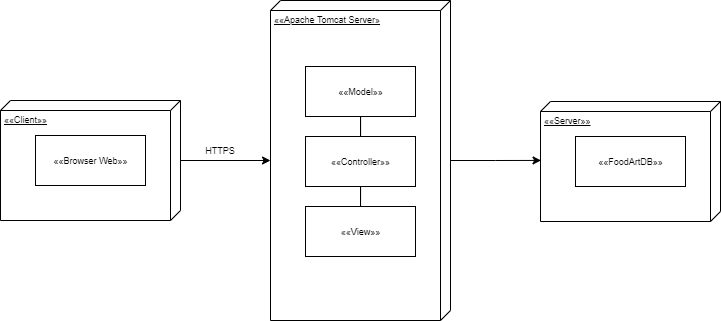 ««Apache Tomcat Server»
««Model»»
««Client»»
««Browser Web»»
HTTPS
««Controller»»
««View»»
««Server»»
««FoodArtDB»»